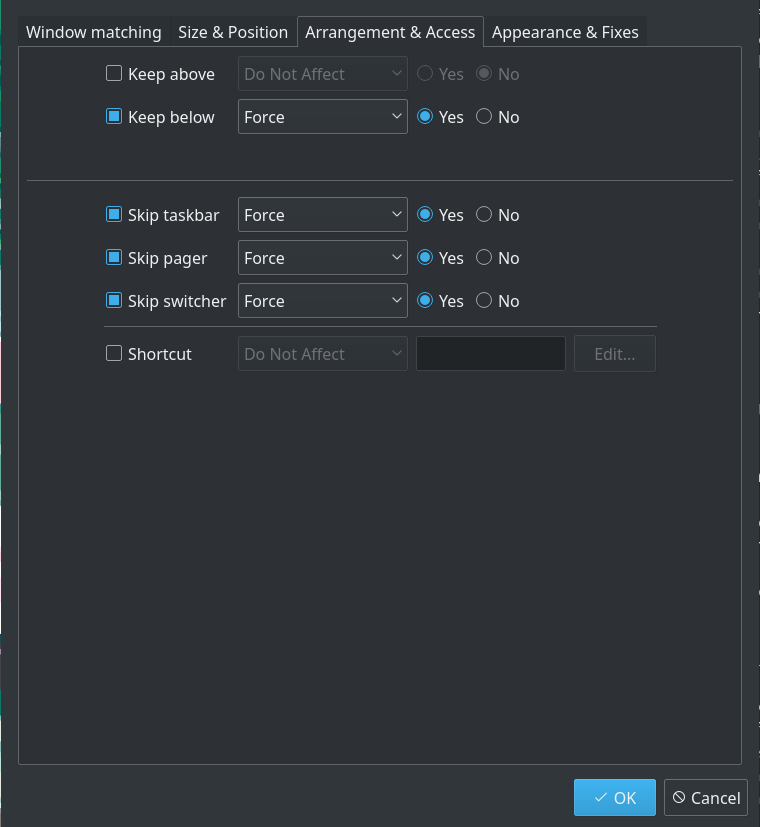 Window matching Size & Position Arrangement & Access Appearance & Fixes
Keep above Do Not Affect Yes No
Keep below Force Yes No
Skip taskbar Force Yes No
Skip pager Force Yes No
Skip switcher Force Yes No
Shortcut Do Not Affect Edit...
OK Cancel